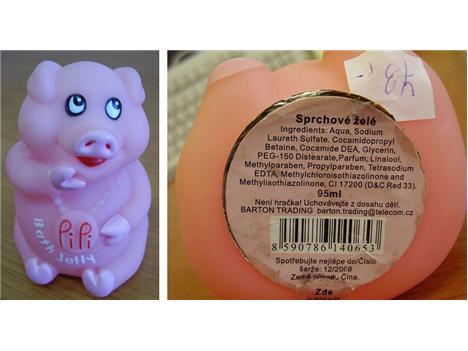 PiPi
Bath Jelly
Sprchové želé
Ingredients: Aqua, Sodium
Laureth Sulfate, Cocamidopropyl
Betaine, Cocamide DEA, Glycerin,
PEG-150 Distearate,Parfum, Linalool,
Methylparaben, Propylparaben, Tetrasodium
EDTA, Methylchloroisothiazolinone and
Methylisothiazolinone, CI 17200 (D&C Red 33).
95ml
Není hračka! Uchovávejte z dosahu dětí.
BARTON TRADING barton.trading@telecom.cz
8 590786 140653
Spotřebujte nejlépe do/Číslo
šarže: 12/2008
Země původu Čína.
Zde